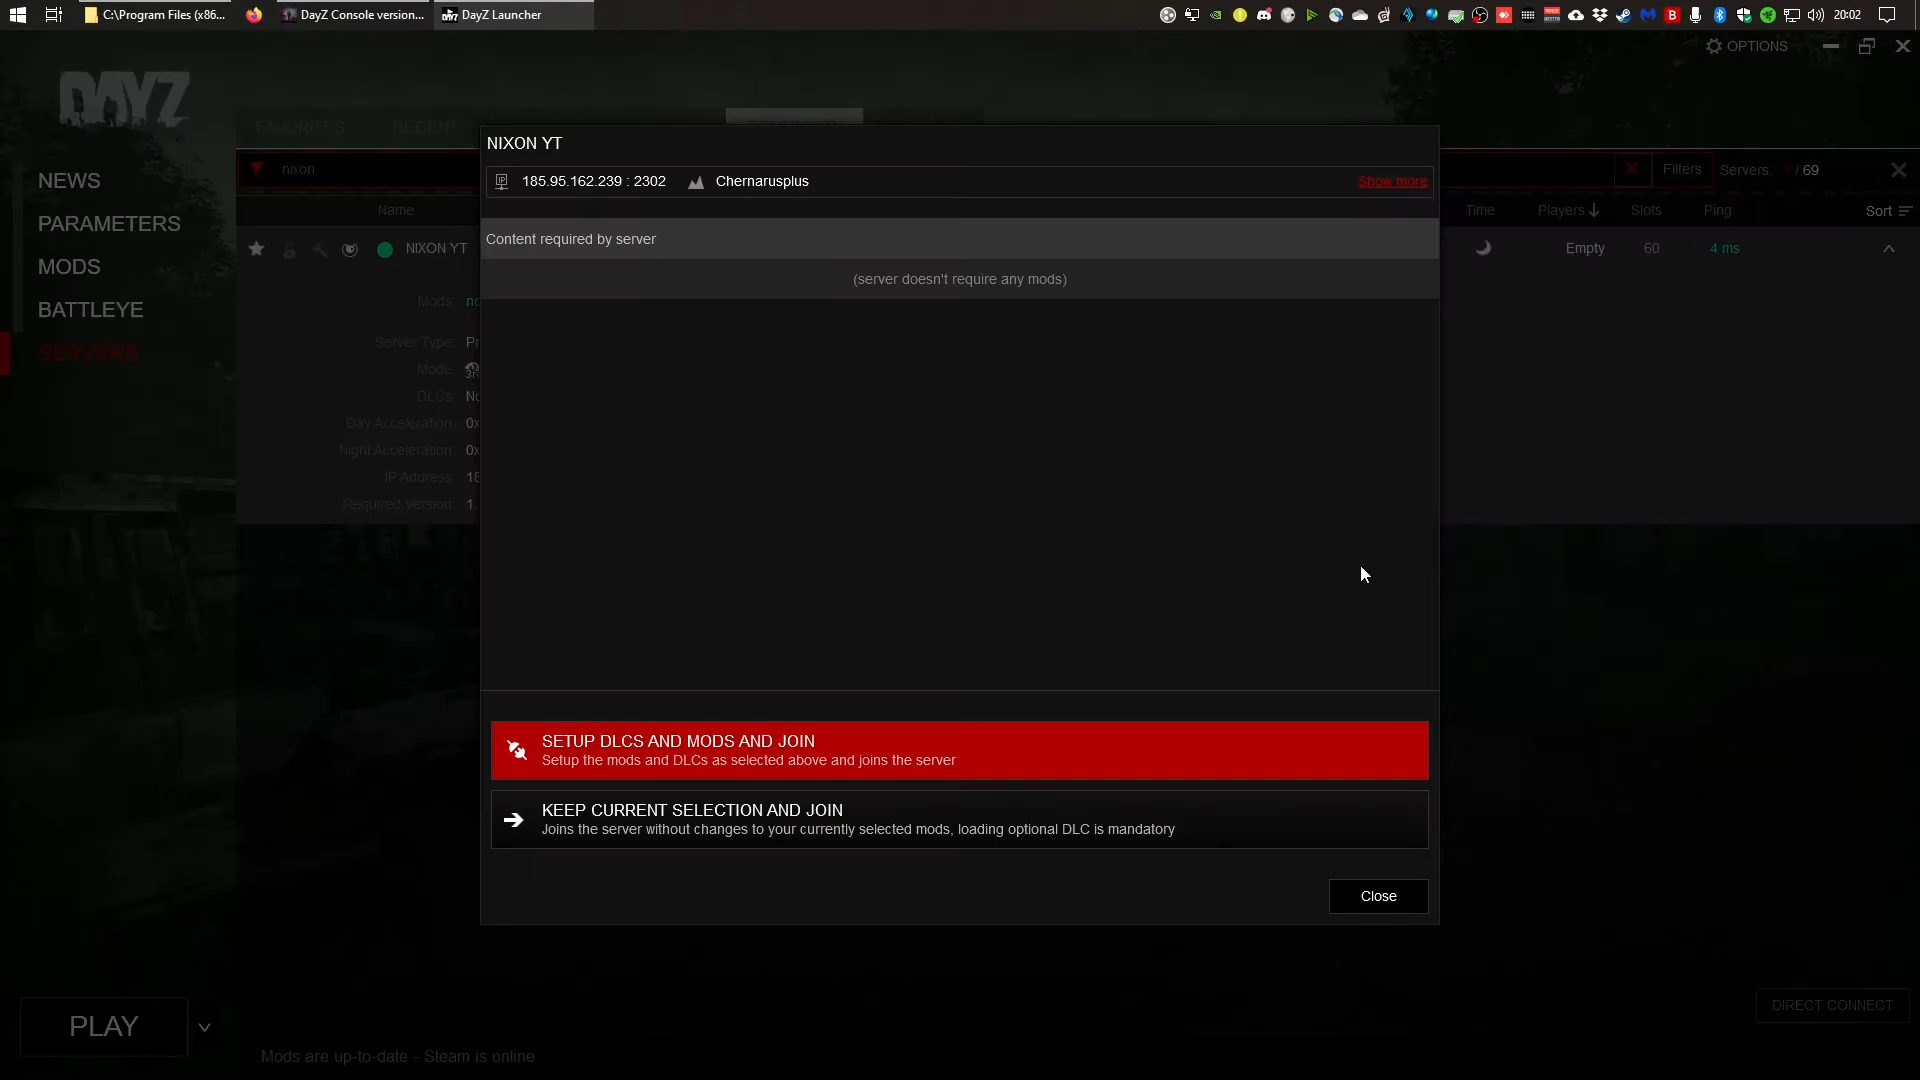 C:\Program Files (x86...
DayZ Console version...
DayZ Launcher
20:02
OPTIONS
DAYZ
FAVORITES
RECENT
NEWS
PARAMETERS
MODS
BATTLEYE
SERVERS
nixon
Filters
Servers: / 69
Name
Time
Players
Slots
Ping
Sort
NIXON YT
Empty
60
4 ms
Mods:
Server Type:
Mode:
DLCs:
Day Acceleration:
Night Acceleration:
IP Address:
Required Version:
NIXON YT
185.95.162.239 : 2302
Chernarusplus
Show more
Content required by server
(server doesn't require any mods)
SETUP DLCS AND MODS AND JOIN
Setup the mods and DLCs as selected above and joins the server
KEEP CURRENT SELECTION AND JOIN
Joins the server without changes to your currently selected mods, loading optional DLC is mandatory
Close
PLAY
Mods are up-to-date - Steam is online
DIRECT CONNECT